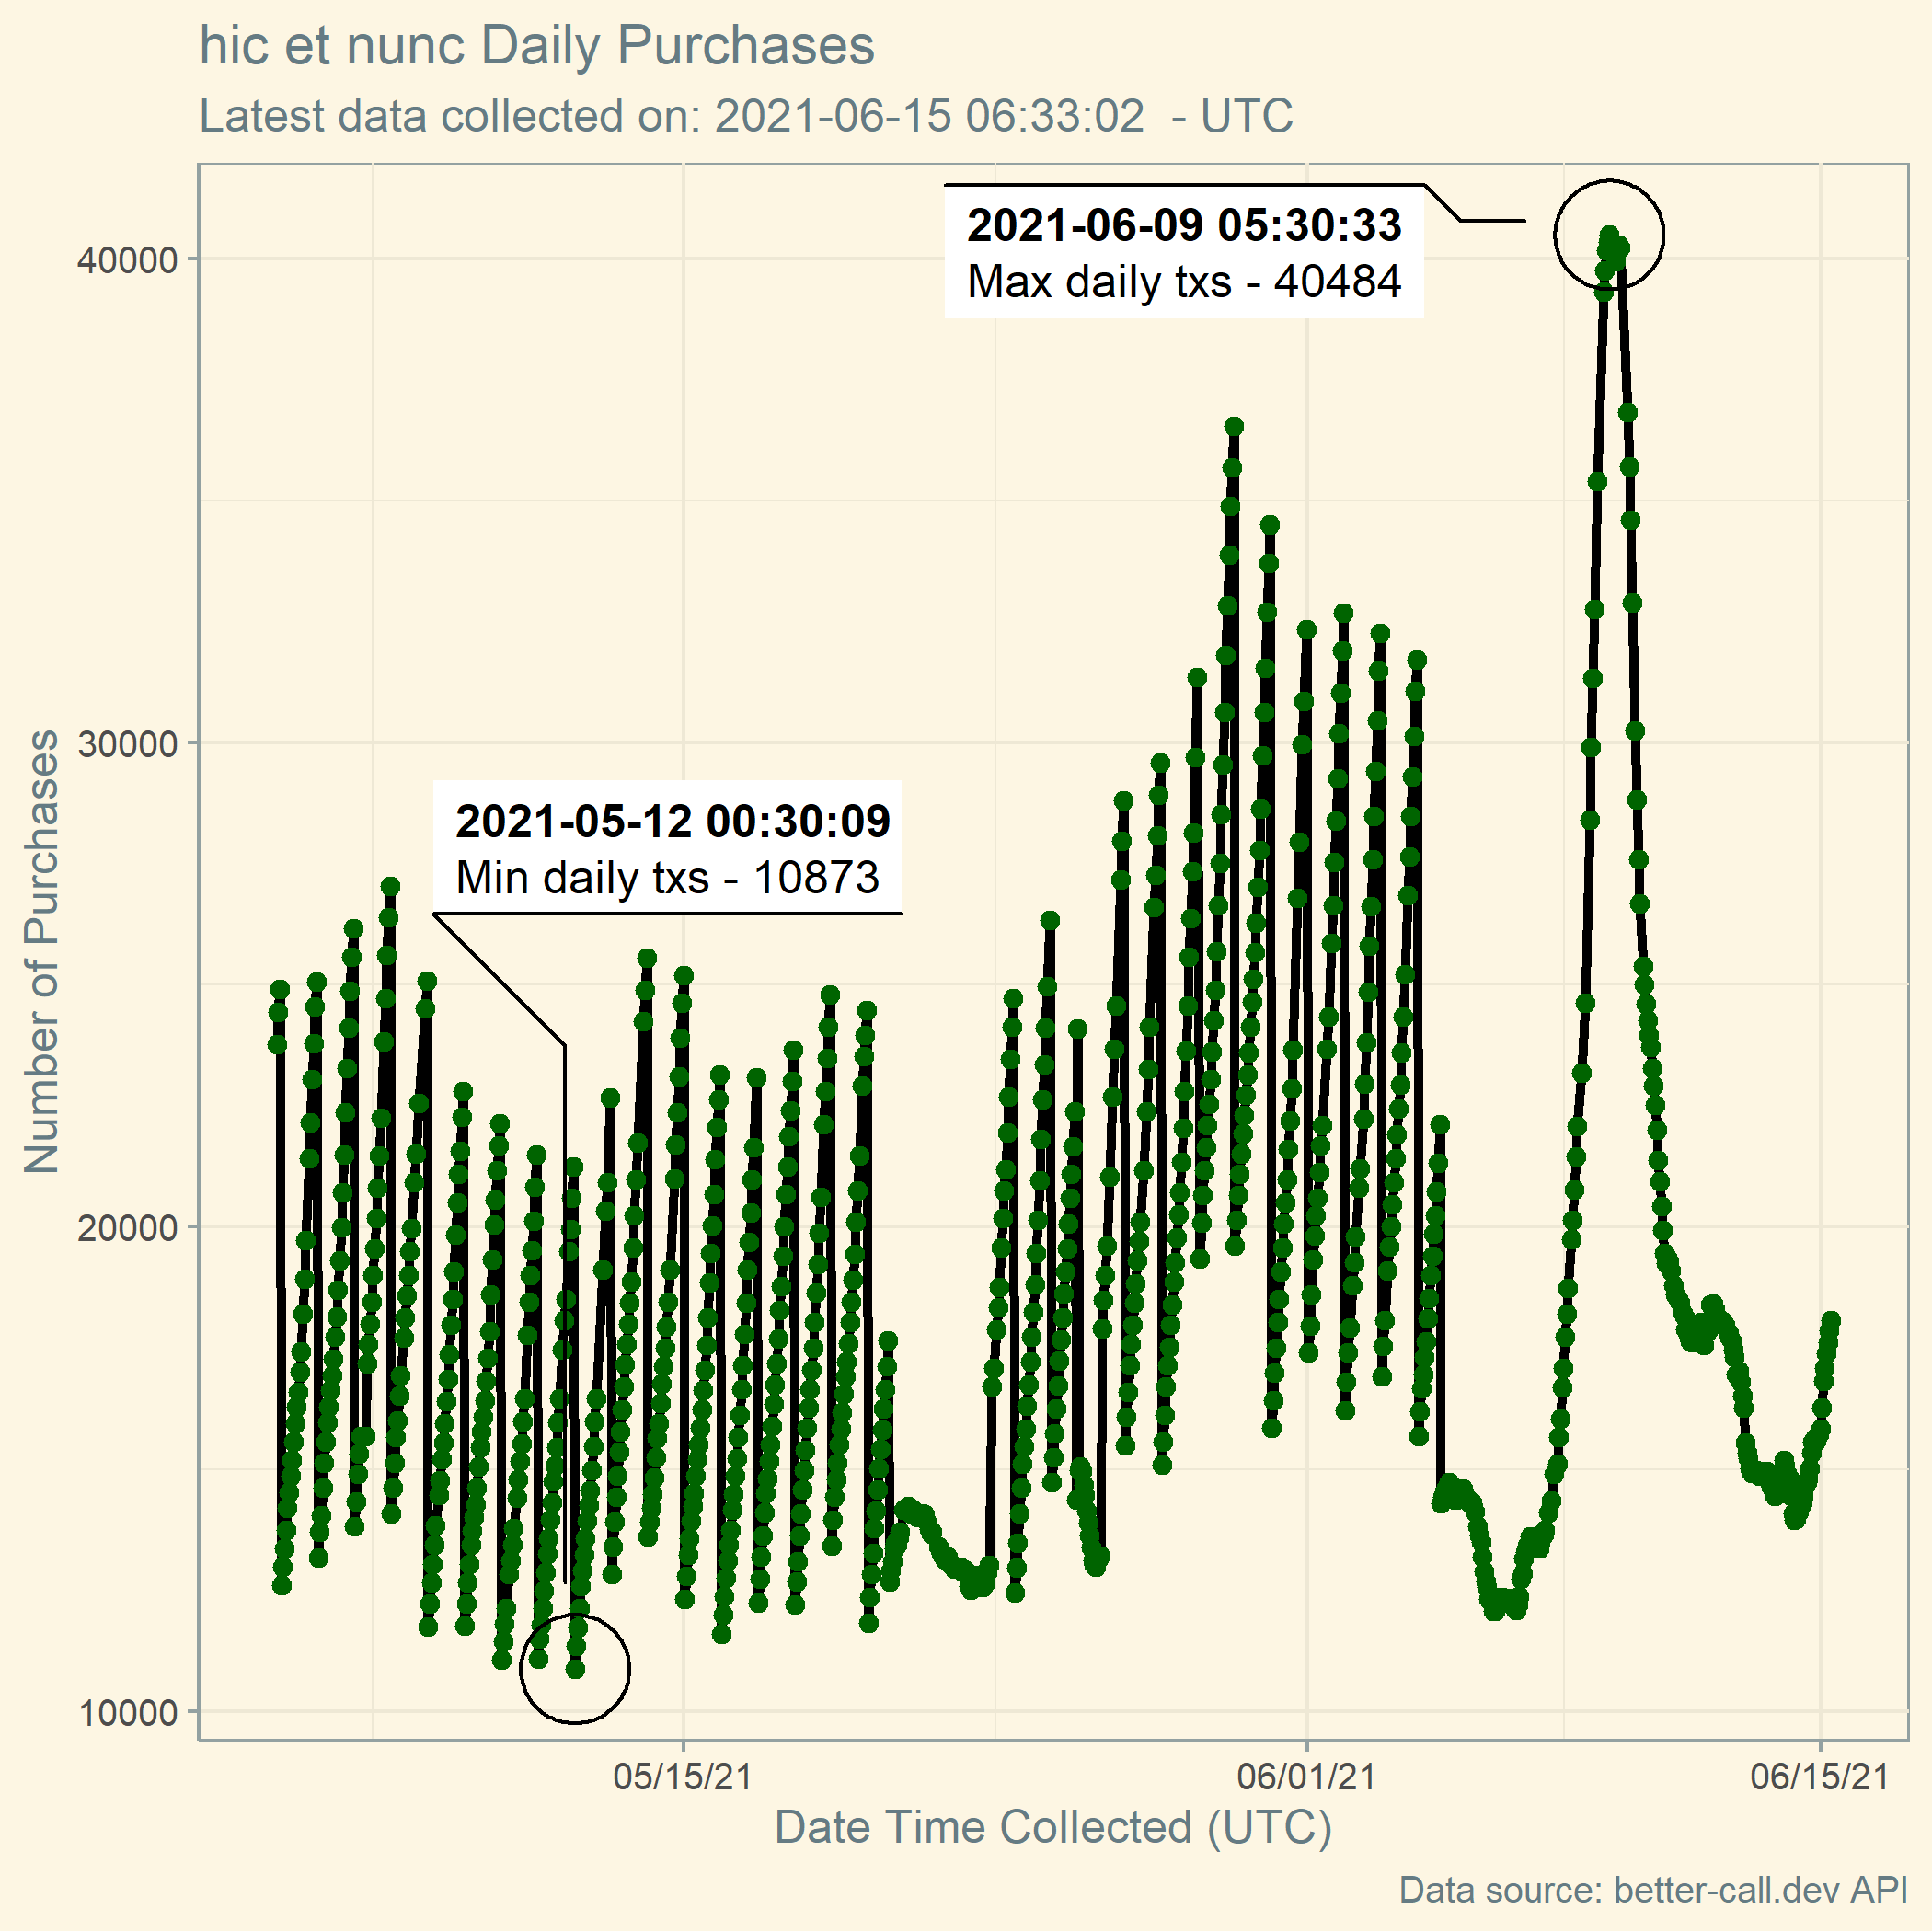 hic et nunc Daily Purchases
Latest data collected on: 2021-06-15 06:33:02  - UTC
2021-06-09 05:30:33
Max daily txs - 40484
40000
30000
2021-05-12 00:30:09
Min daily txs - 10873
20000
10000
Number of Purchases
05/15/21
06/01/21
06/15/21
Date Time Collected (UTC)
Data source: better-call.dev API